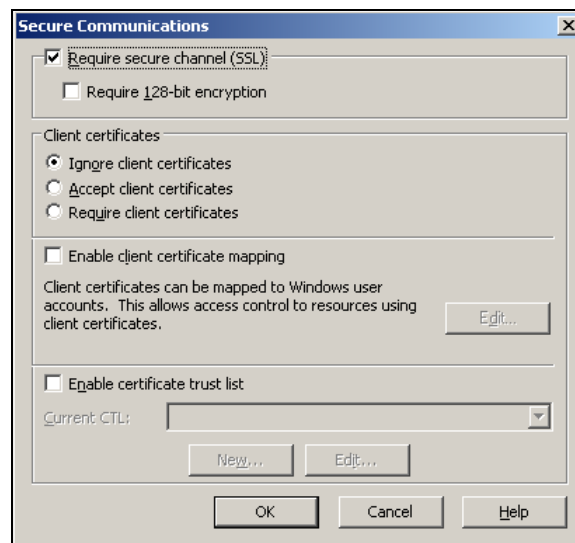 Secure Communications
Require secure channel (SSL)
Require 128-bit encryption
Client certificates
Ignore client certificates
Accept client certificates
Require client certificates
Enable client certificate mapping
Client certificates can be mapped to Windows user
accounts. This allows access control to resources using
client certificates.
Edit...
Enable certificate trust list
Current CTL:
New...
Edit...
OK
Cancel
Help